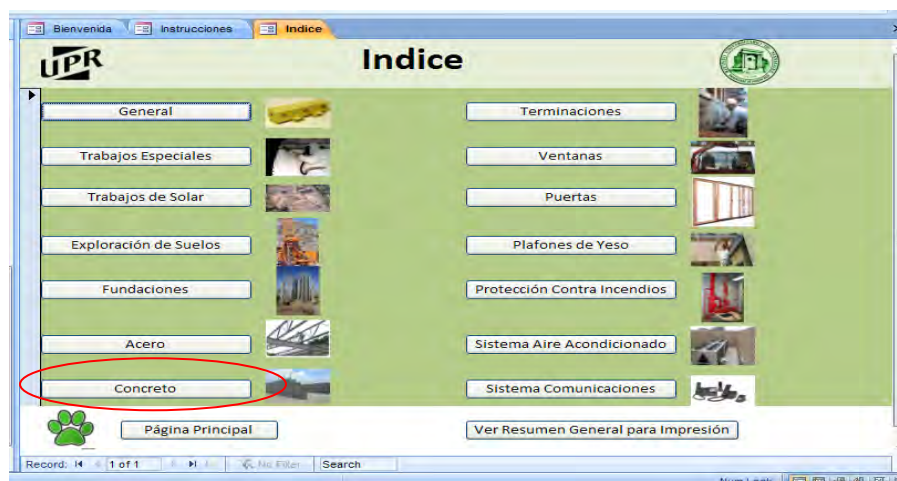 Bienvenida Instrucciones Indice
UPR
Indice
General
Trabajos Especiales
Trabajos de Solar
Exploración de Suelos
Fundaciones
Acero
Concreto
Terminaciones
Ventanas
Puertas
Plafones de Yeso
Protección Contra Incendios
Sistema Aire Acondicionado
Sistema Comunicaciones
Página Principal
Ver Resumen General para Impresión
Record: 1 of 1 No Filter Search
Num Lock